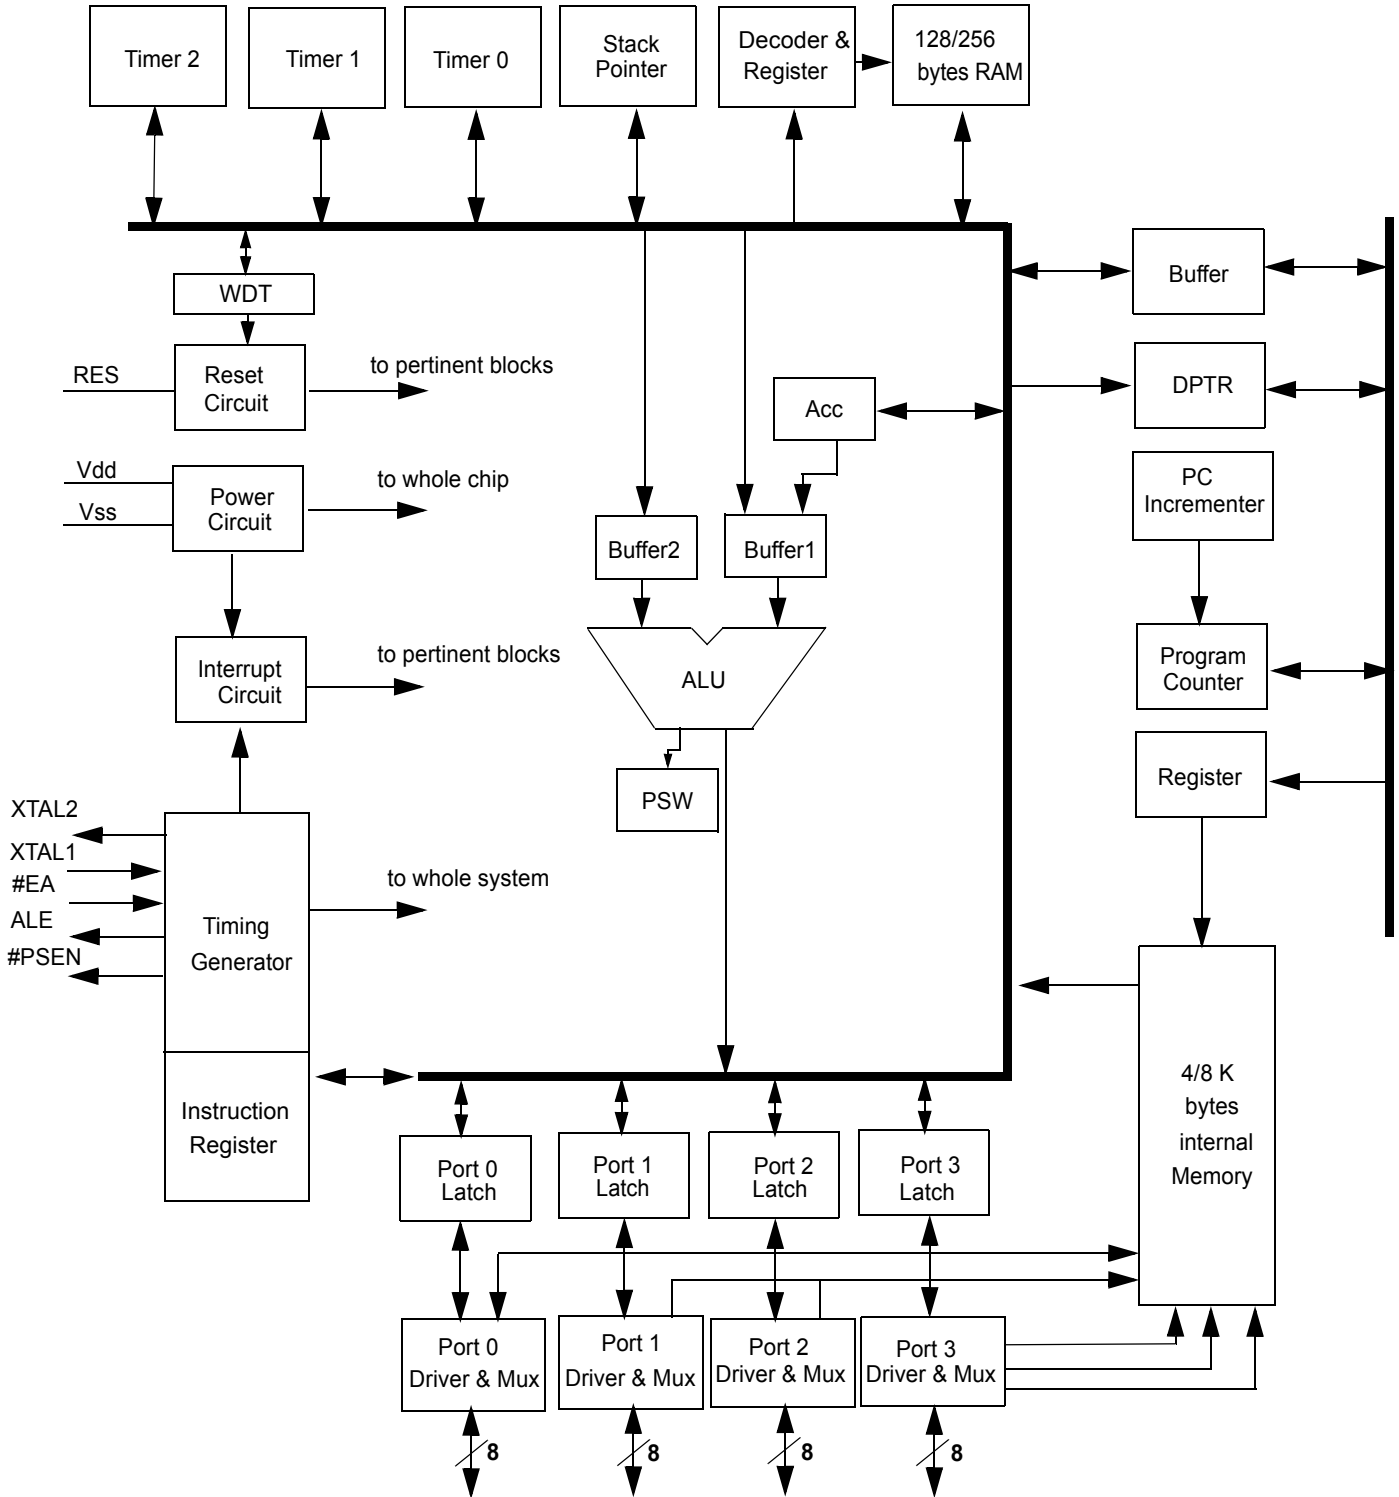 Timer 2
Timer 1
Timer 0
Stack
Pointer
Decoder &
Register
128/256
bytes RAM
WDT
RES
Reset
Circuit
to pertinent blocks
Vdd
Vss
Power
Circuit
to whole chip
Interrupt
Circuit
to pertinent blocks
XTAL2
XTAL1
#EA
ALE
#PSEN
Timing
Generator
to whole system
Instruction
Register
Acc
Buffer2
Buffer1
ALU
PSW
Buffer
DPTR
PC
Incrementer
Program
Counter
Register
4/8 K
bytes
internal
Memory
Port 0
Latch
Port 1
Latch
Port 2
Latch
Port 3
Latch
Port 0
Driver & Mux
Port 1
Driver & Mux
Port 2
Driver & Mux
Port 3
Driver & Mux
8
8
8
8